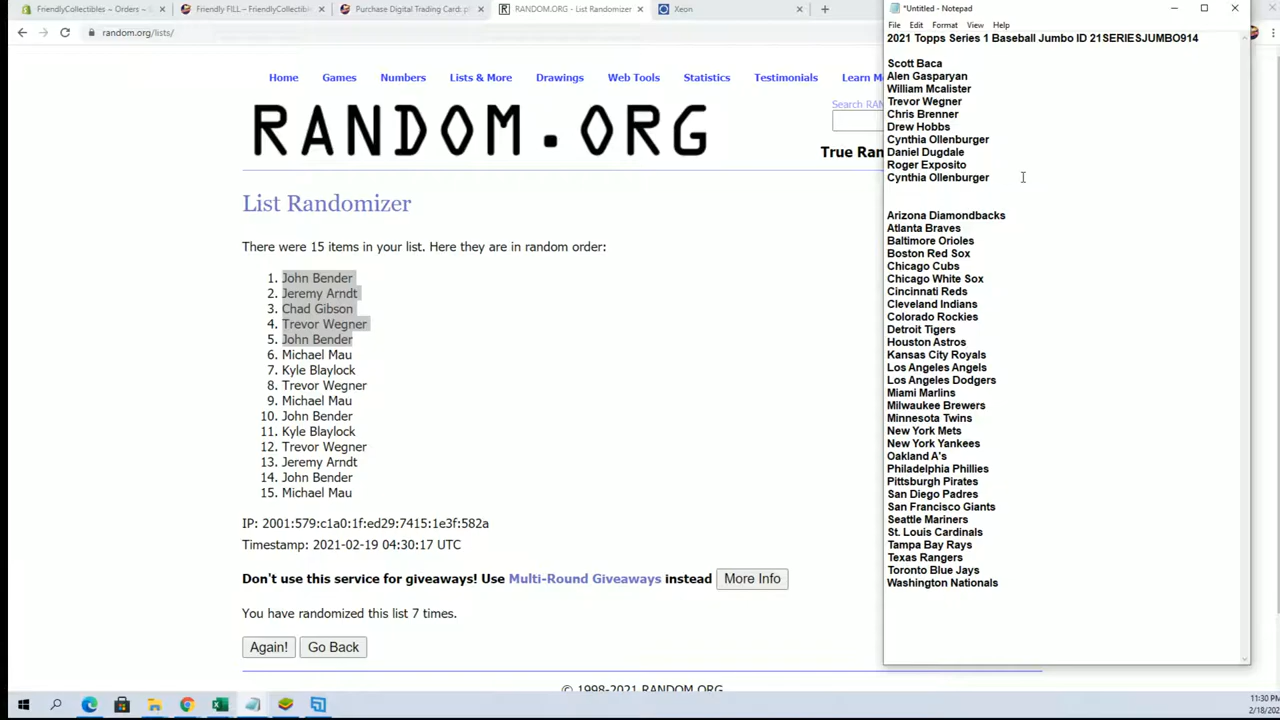 FriendlyCollectibles ~ Orders ~ S
Friendly FILL – FriendlyCollectib
Purchase Digital Trading Card: p
RANDOM.ORG - List Randomizer
Xeon
random.org/lists/
Home
Games
Numbers
Lists & More
Drawings
Web Tools
Statistics
Testimonials
Learn M
Search RAN
RANDOM.ORG
True Ran
List Randomizer
There were 15 items in your list. Here they are in random order:
1. John Bender
2. Jeremy Arndt
3. Chad Gibson
4. Trevor Wegner
5. John Bender
6. Michael Mau
7. Kyle Blaylock
8. Trevor Wegner
9. Michael Mau
10. John Bender
11. Kyle Blaylock
12. Trevor Wegner
13. Jeremy Arndt
14. John Bender
15. Michael Mau
IP: 2001:579:c1a0:1f:ed29:7415:1e3f:582a
Timestamp: 2021-02-19 04:30:17 UTC
Don't use this service for giveaways! Use Multi-Round Giveaways instead
More Info
You have randomized this list 7 times.
Again!
Go Back
© 1998-2021 RANDOM.ORG
*Untitled - Notepad
File Edit Format View Help
2021 Topps Series 1 Baseball Jumbo ID 21SERIESJUMBO914
Scott Baca
Alen Gasparyan
William Mcalister
Trevor Wegner
Chris Brenner
Drew Hobbs
Cynthia Ollenburger
Daniel Dugdale
Roger Exposito
Cynthia Ollenburger
Arizona Diamondbacks
Atlanta Braves
Baltimore Orioles
Boston Red Sox
Chicago Cubs
Chicago White Sox
Cincinnati Reds
Cleveland Indians
Colorado Rockies
Detroit Tigers
Houston Astros
Kansas City Royals
Los Angeles Angels
Los Angeles Dodgers
Miami Marlins
Milwaukee Brewers
Minnesota Twins
New York Mets
New York Yankees
Oakland A's
Philadelphia Phillies
Pittsburgh Pirates
San Diego Padres
San Francisco Giants
Seattle Mariners
St. Louis Cardinals
Tampa Bay Rays
Texas Rangers
Toronto Blue Jays
Washington Nationals
11:30 PM
2/18/202